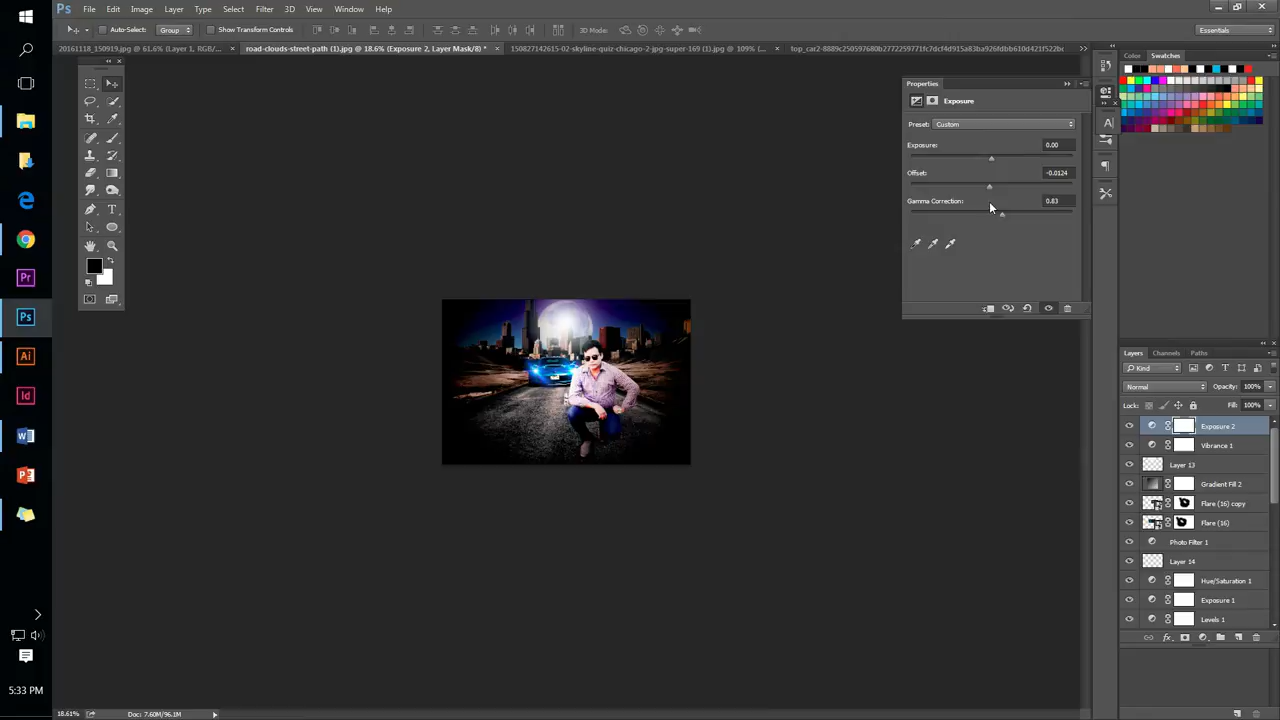 Ps File Edit Image Layer Type Select Filter 3D View Window Help
Auto-Select: Group Show Transform Controls 3D Mode: Essentials
20161118_150919.jpg @ 61.6% (Layer 1, RGB/... × road-clouds-street-path (1).jpg @ 18.6% (Exposure 2, Layer Mask/8) * × 150827142615-02-skyline-quiz-chicago-2-jpg-super-169 (1).jpg @ 109% (... ×
Color Swatches
Properties
Exposure
Preset: Custom
Exposure: 0.00
Offset: -0.0124
Gamma Correction: 0.83
Pr
Ps
Ai
Id
Layers Channels Paths
Kind
Normal Opacity: 100%
Lock: Fill: 100%
Exposure 2
Vibrance 1
Layer 13
Gradient Fill 2
Flare (16) copy
Flare (16)
Photo Filter 1
Layer 14
Hue/Saturation 1
Exposure 1
Levels 1
5:33 PM
18.61% Doc: 7.60M/96.1M